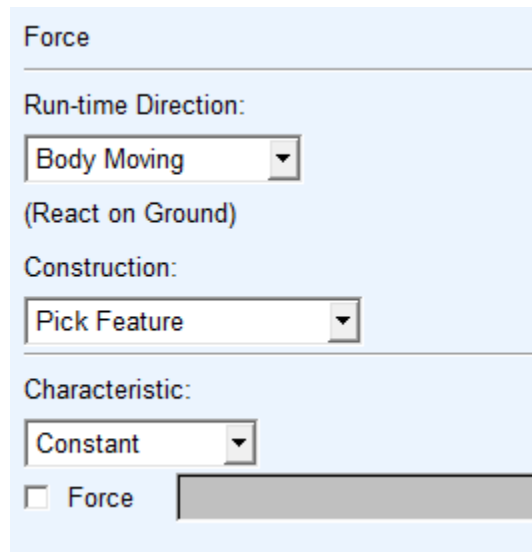 Force
Run-time Direction:
Body Moving
(React on Ground)
Construction:
Pick Feature
Characteristic:
Constant
Force